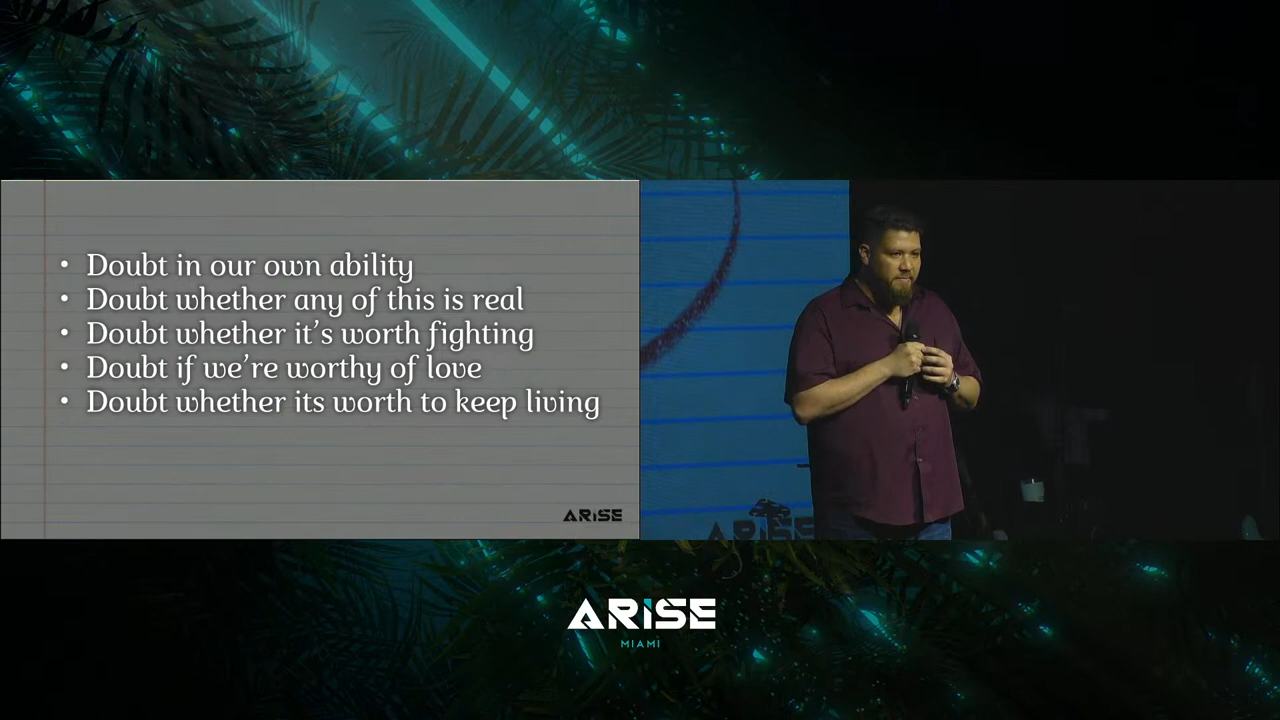 • Doubt in our own ability
• Doubt whether any of this is real
• Doubt whether it's worth fighting
• Doubt if we're worthy of love
• Doubt whether its worth to keep living
ARISE
ARISE
ARISE
MIAMI